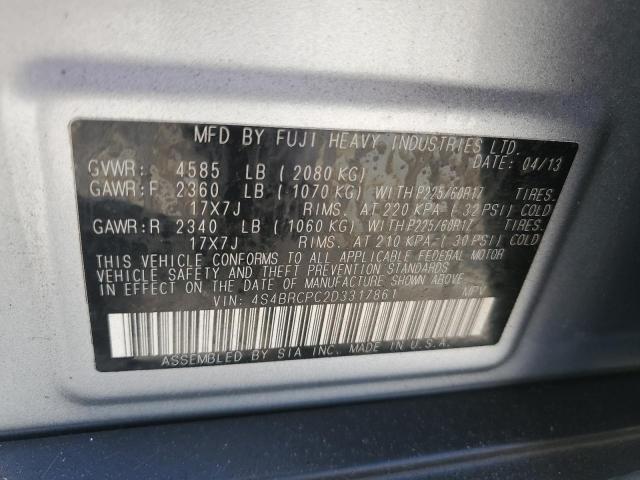 MFD BY FUJI HEAVY INDUSTRIES LTD.
DATE: 04/13
GVWR: 4585 LB (2080 KG)
GAWR:F 2360 LB (1070 KG) WITH P225/60R17 TIRES.
17X7J RIMS. AT 220 KPA (32 PSI) COLD
GAWR:R 2340 LB (1060 KG) WITH P225/60R17 TIRES.
17X7J RIMS. AT 210 KPA (30 PSI) COLD
THIS VEHICLE CONFORMS TO ALL APPLICABLE FEDERAL MOTOR
VEHICLE SAFETY AND THEFT PREVENTION STANDARDS
IN EFFECT ON THE DATE OF MANUFACTURE SHOWN ABOVE.
VIN: 4S4BRCPC2D3317861 MPV
ASSEMBLED BY SIA INC. MADE IN U.S.A.